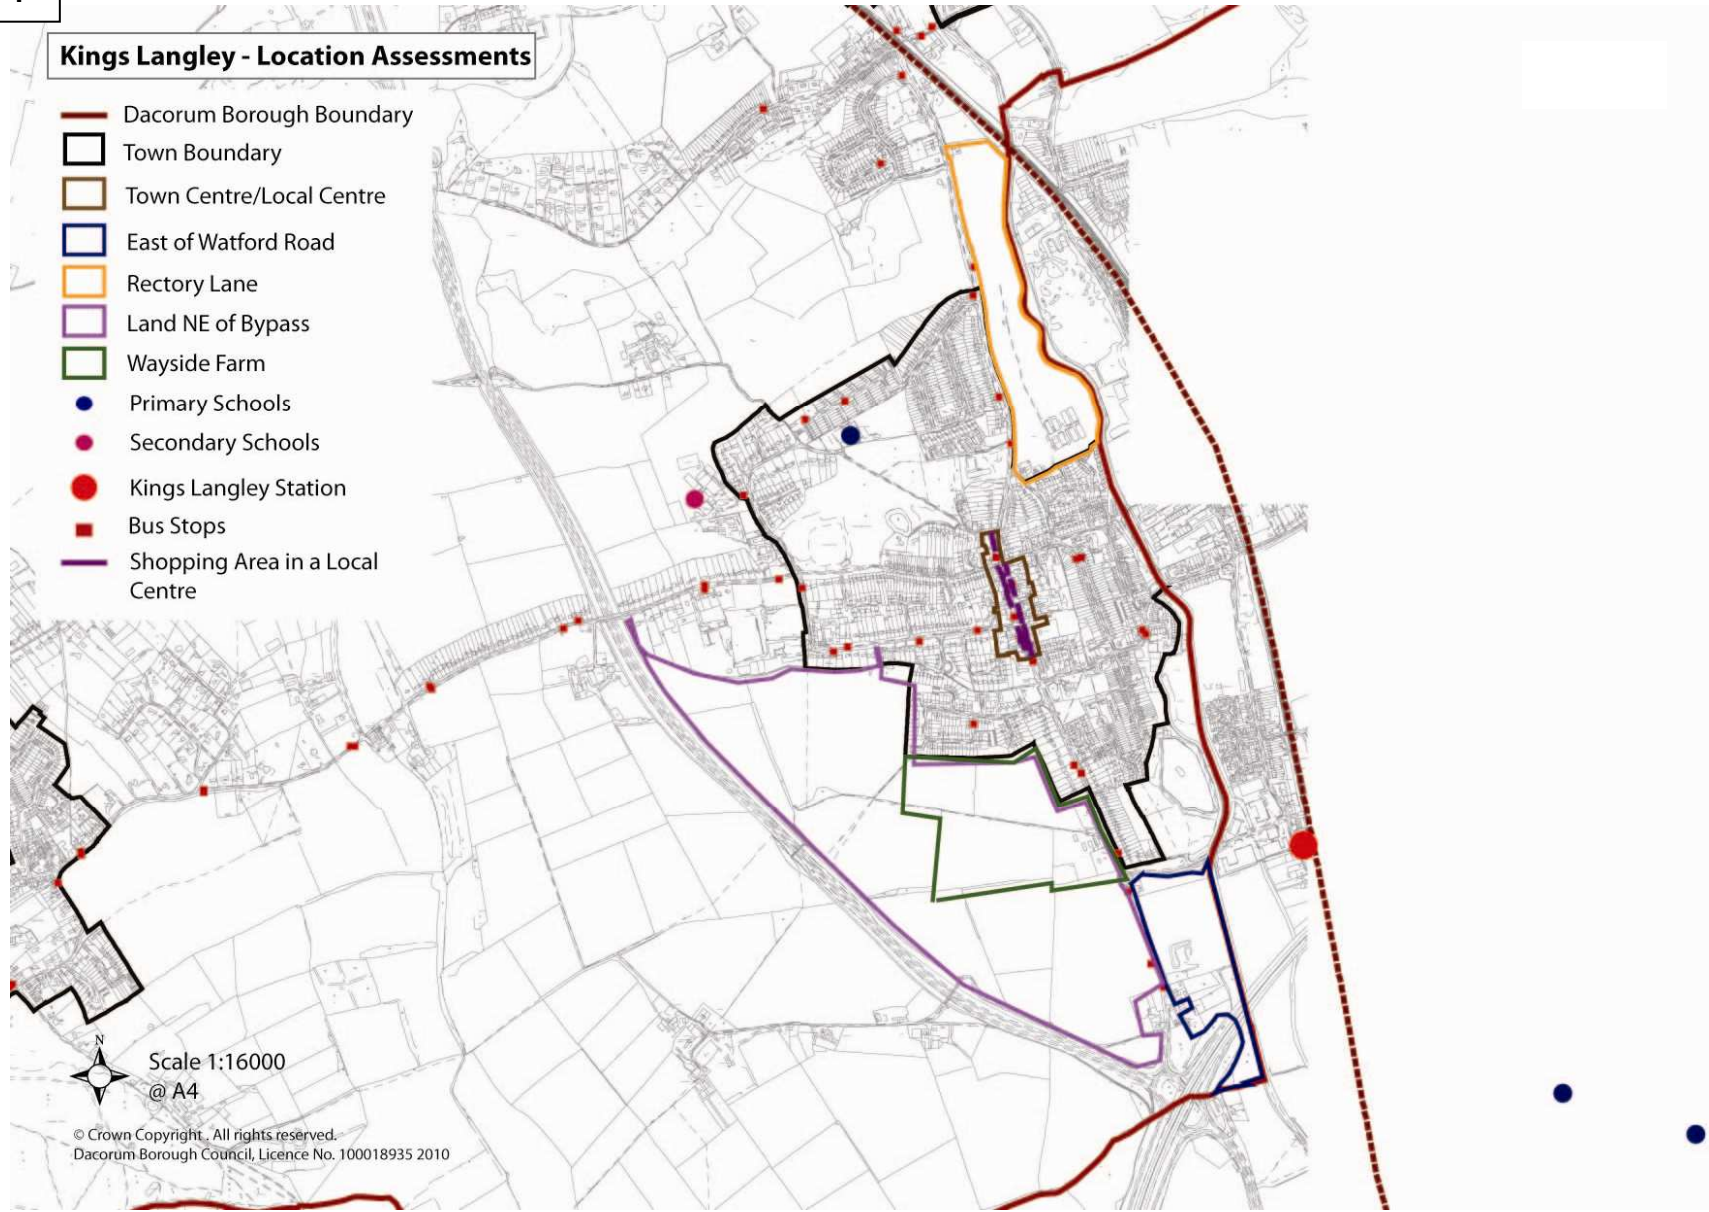 Kings Langley - Location Assessments
Dacorum Borough Boundary
Town Boundary
Town Centre/Local Centre
East of Watford Road
Rectory Lane
Land NE of Bypass
Wayside Farm
Primary Schools
Secondary Schools
Kings Langley Station
Bus Stops
Shopping Area in a Local
Centre
N
Scale 1:16000
@ A4
© Crown Copyright . All rights reserved.
Dacorum Borough Council, Licence No. 100018935 2010